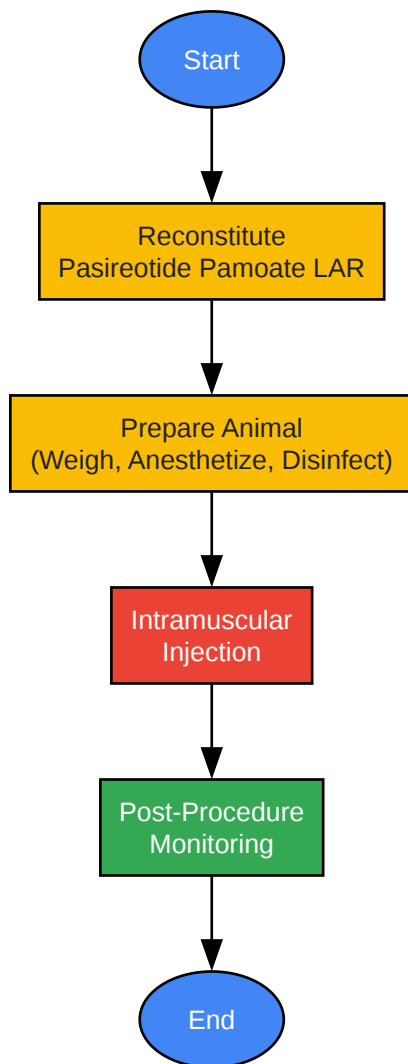 Start
Reconstitute
Pasireotide Pamoate LAR
Prepare Animal
(Weigh, Anesthetize, Disinfect)
Intramuscular
Injection
Post-Procedure
Monitoring
End